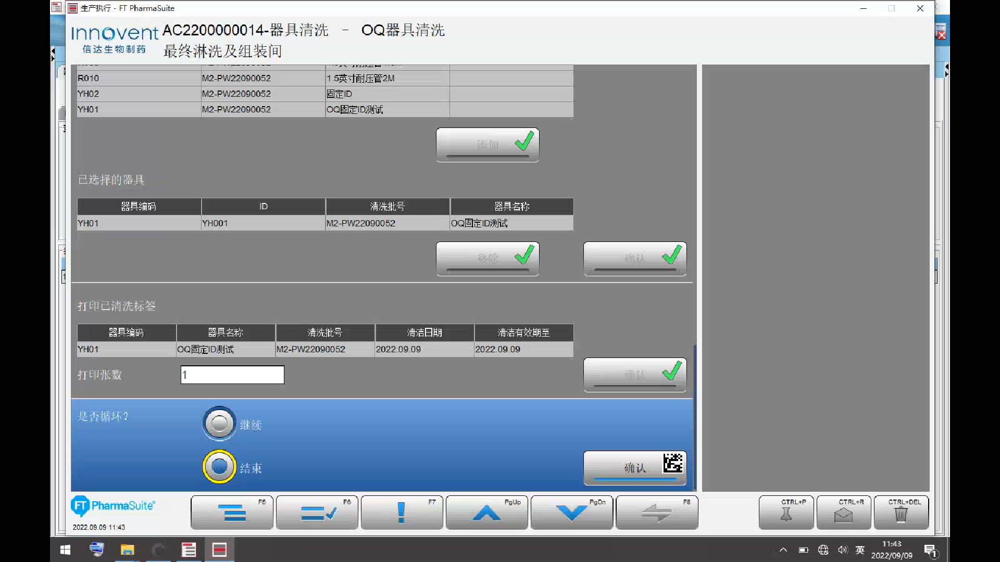 生产执行 - FT PharmaSuite
Innovent
信达生物制药
AC2200000014-器具清洗 - OQ器具清洗
最终淋洗及组装间
R010 M2-PW22090052 1.5英寸耐压管2M
YH02 M2-PW22090052 固定ID
YH01 M2-PW22090052 OQ固定ID测试
添加
已选择的器具
器具编码 ID 清洗批号 器具名称
YH01 YH001 M2-PW22090052 OQ固定ID测试
移除 确认
打印已清洗标签
器具编码 器具名称 清洗批号 清洁日期 清洁有效期至
YH01 OQ固定ID测试 M2-PW22090052 2022.09.09 2022.09.09
打印张数 1 确认
是否循环?
继续
结束
确认
FT PharmaSuite®
F5 F6 F7 PgUp PgDn F8 CTRL+P CTRL+R CTRL+DEL
2022.09.09 11:43
英
11:43
2022/09/09
1